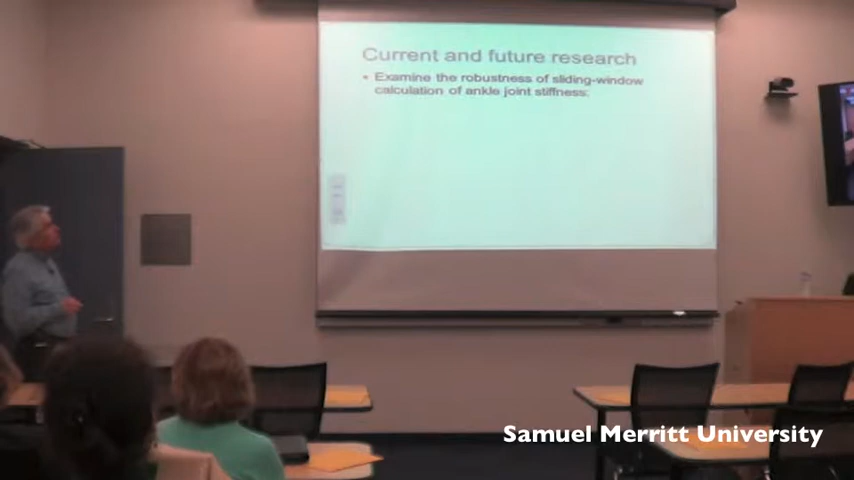 Current and future research
• Examine the robustness of sliding-window
calculation of ankle joint stiffness:
Samuel Merritt University